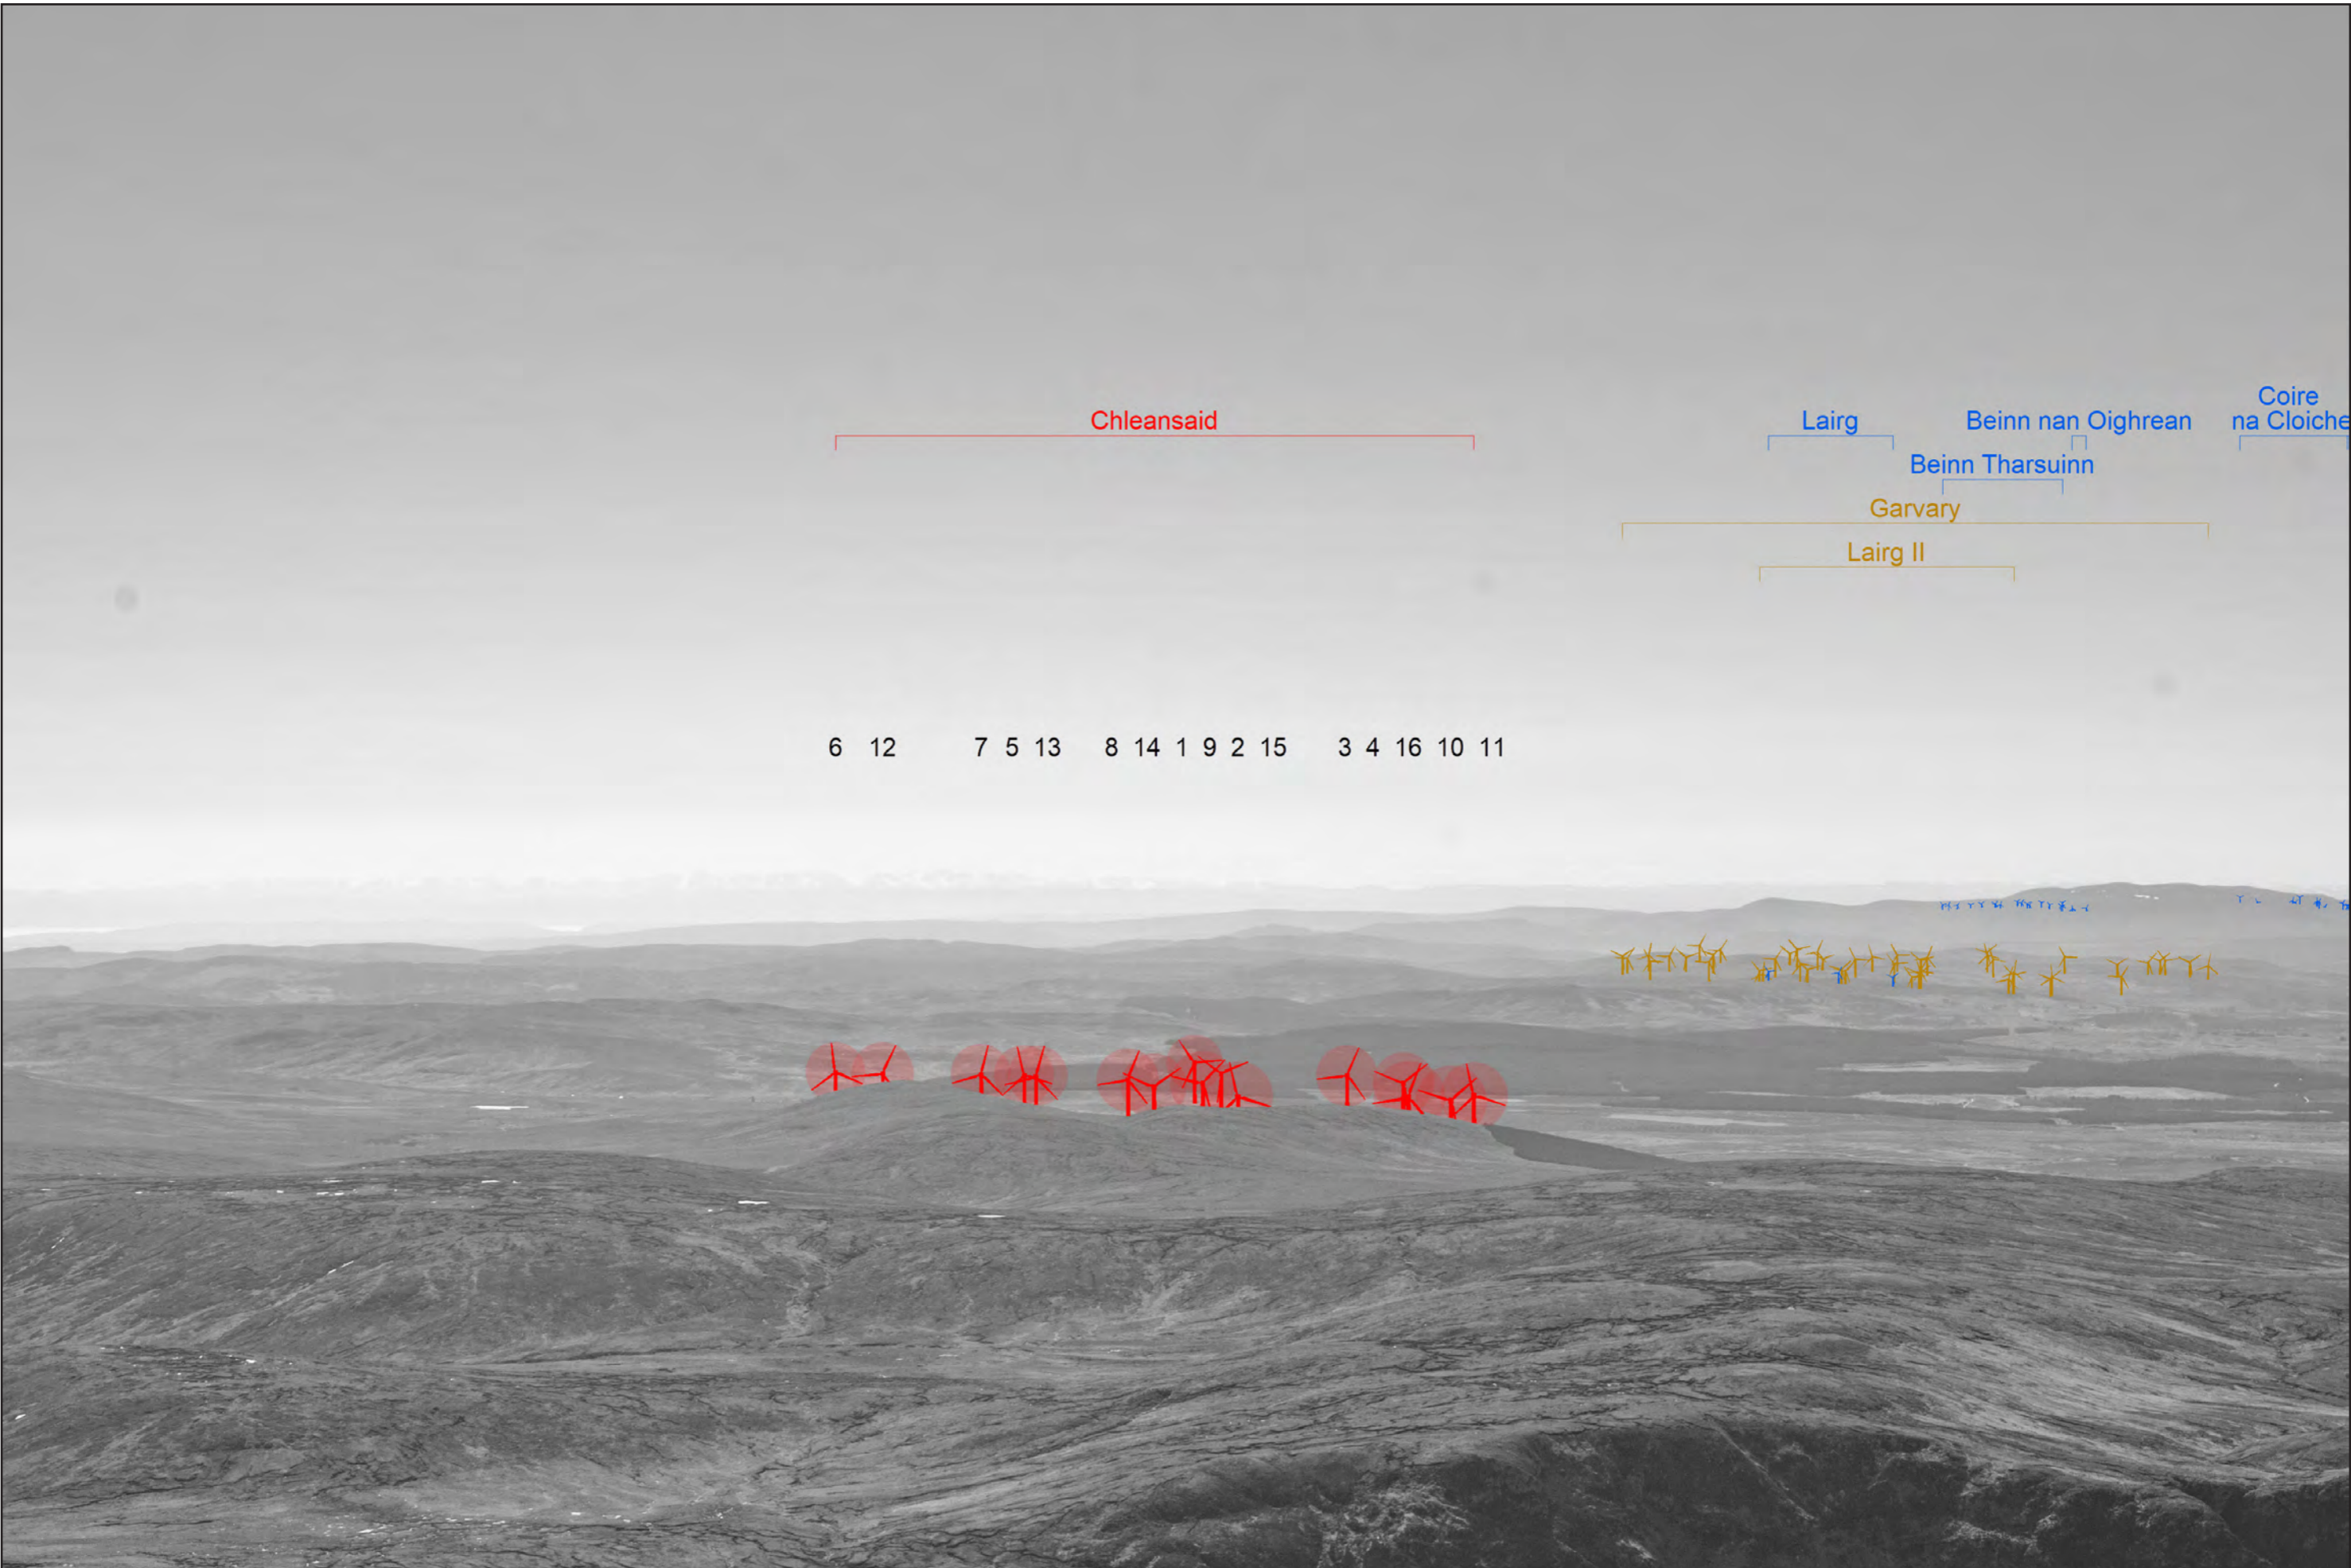 Coire
Chleansaid Lairg Beinn nan Oighrean na Cloiche
Beinn Tharsuinn
Garvary
Lairg II
6 12 7 5 13 8 14 1 9 2 15 3 4 16 10 11